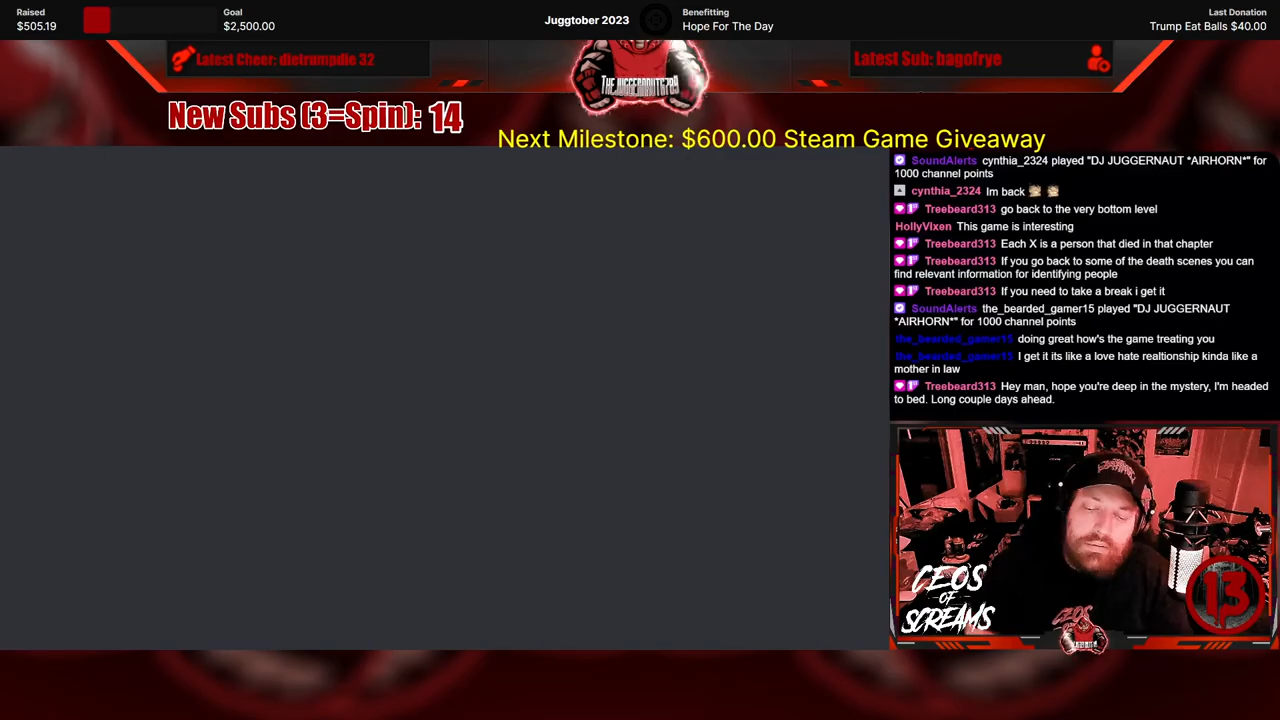 Raised
$505.19
Goal
$2,500.00
Juggtober 2023
Benefitting
Hope For The Day
Last Donation
Trump Eat Balls $40.00
Latest Cheer: dietrumpdie 32
THEJUGGERNAUT6789
Latest Sub: bagofrye
New Subs (3=Spin): 14
Next Milestone: $600.00 Steam Game Giveaway
SoundAlerts cynthia_2324 played "DJ JUGGERNAUT *AIRHORN*" for
1000 channel points
cynthia_2324 Im back
Treebeard313 go back to the very bottom level
HollyVixen This game is interesting
Treebeard313 Each X is a person that died in that chapter
Treebeard313 If you go back to some of the death scenes you can
find relevant information for identifying people
Treebeard313 If you need to take a break i get it
SoundAlerts the_bearded_gamer15 played "DJ JUGGERNAUT
*AIRHORN*" for 1000 channel points
the_bearded_gamer15 doing great how's the game treating you
the_bearded_gamer15 I get it its like a love hate realtionship kinda like a
mother in law
Treebeard313 Hey man, hope you're deep in the mystery, I'm headed
to bed. Long couple days ahead.
CEOS
OF
SCREAMS
CEOS
13